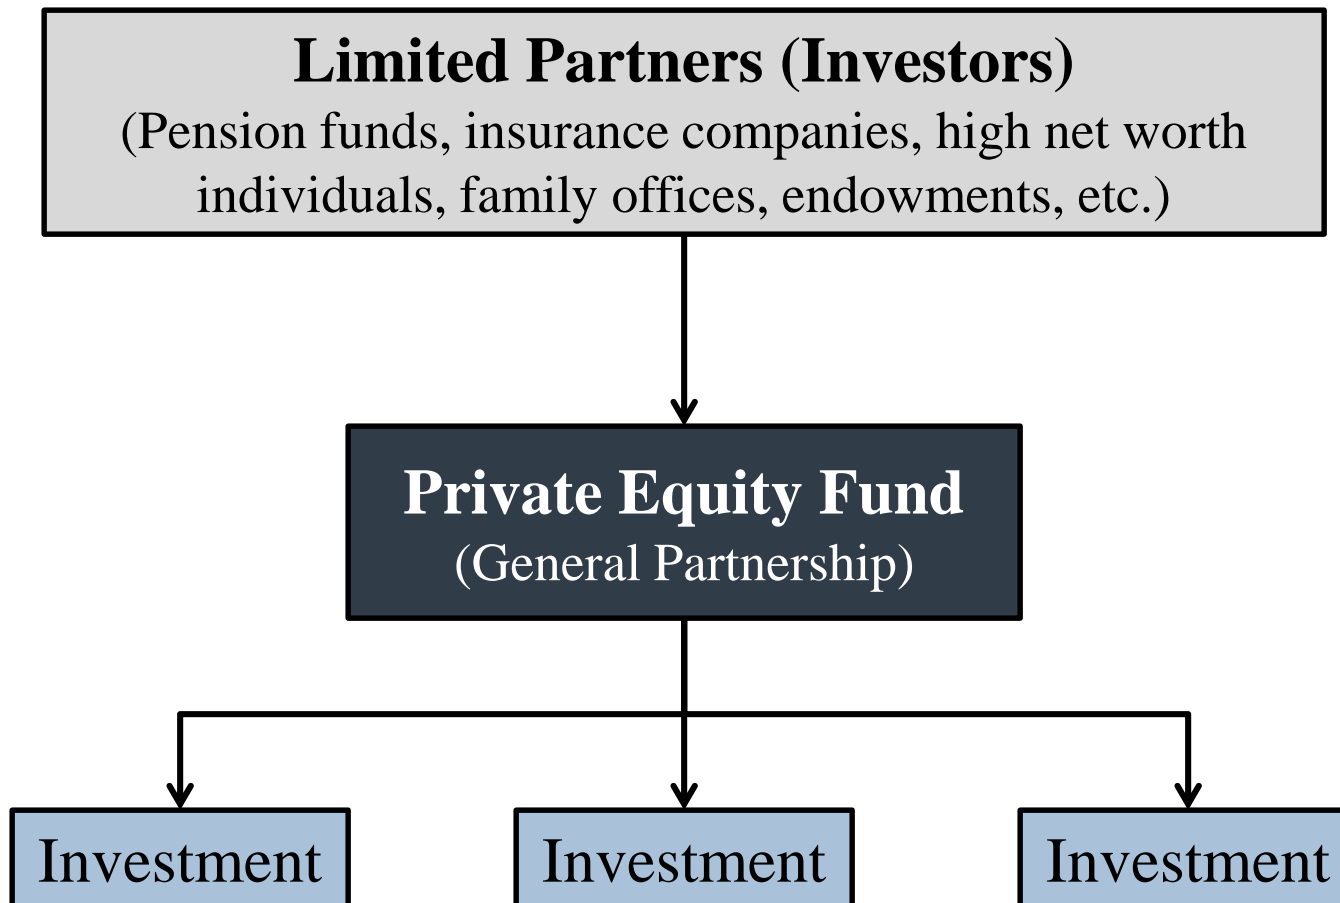 Limited Partners (Investors)
(Pension funds, insurance companies, high net worth
individuals, family offices, endowments, etc.)
Private Equity Fund
(General Partnership)
Investment
Investment
Investment